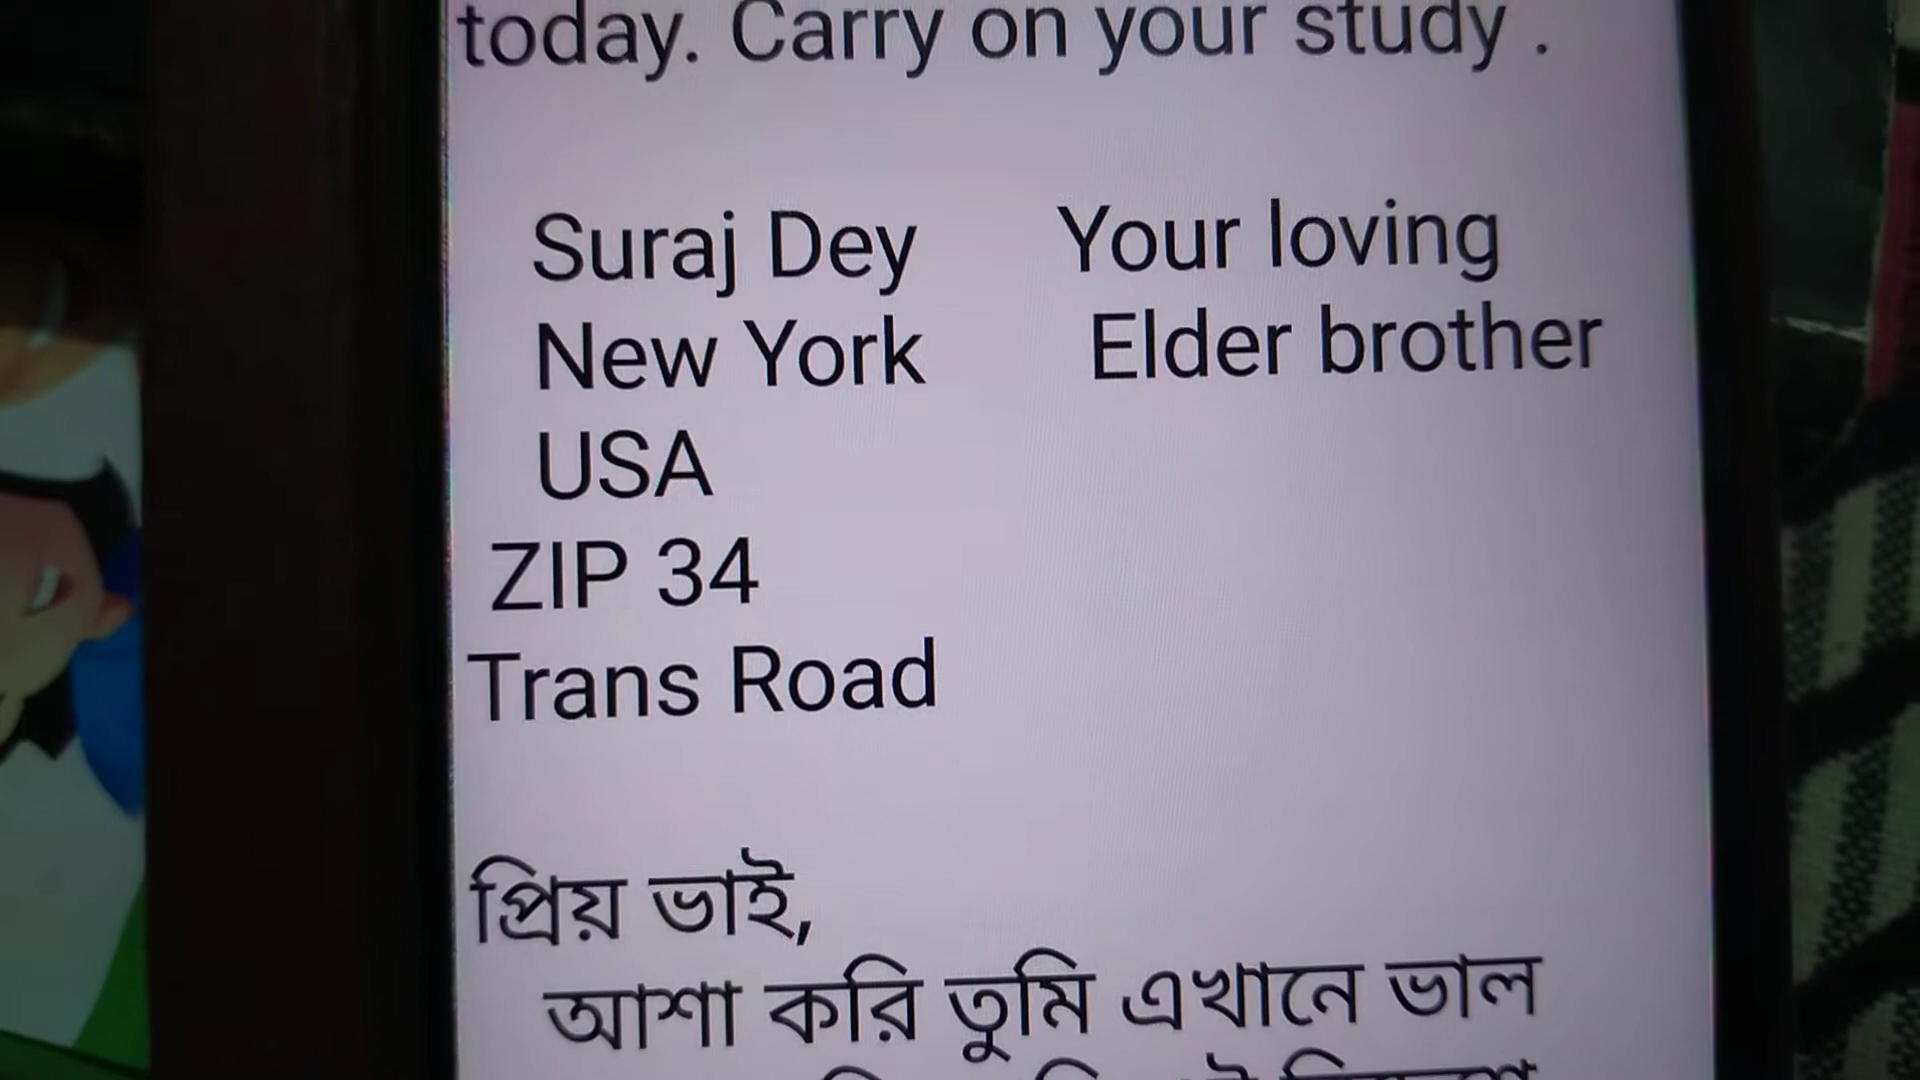 today. Carry on your study .
Suraj Dey Your loving
New York Elder brother
USA
ZIP 34
Trans Road
প্রিয় ভাই,
আশা করি তুমি এখানে ভাল